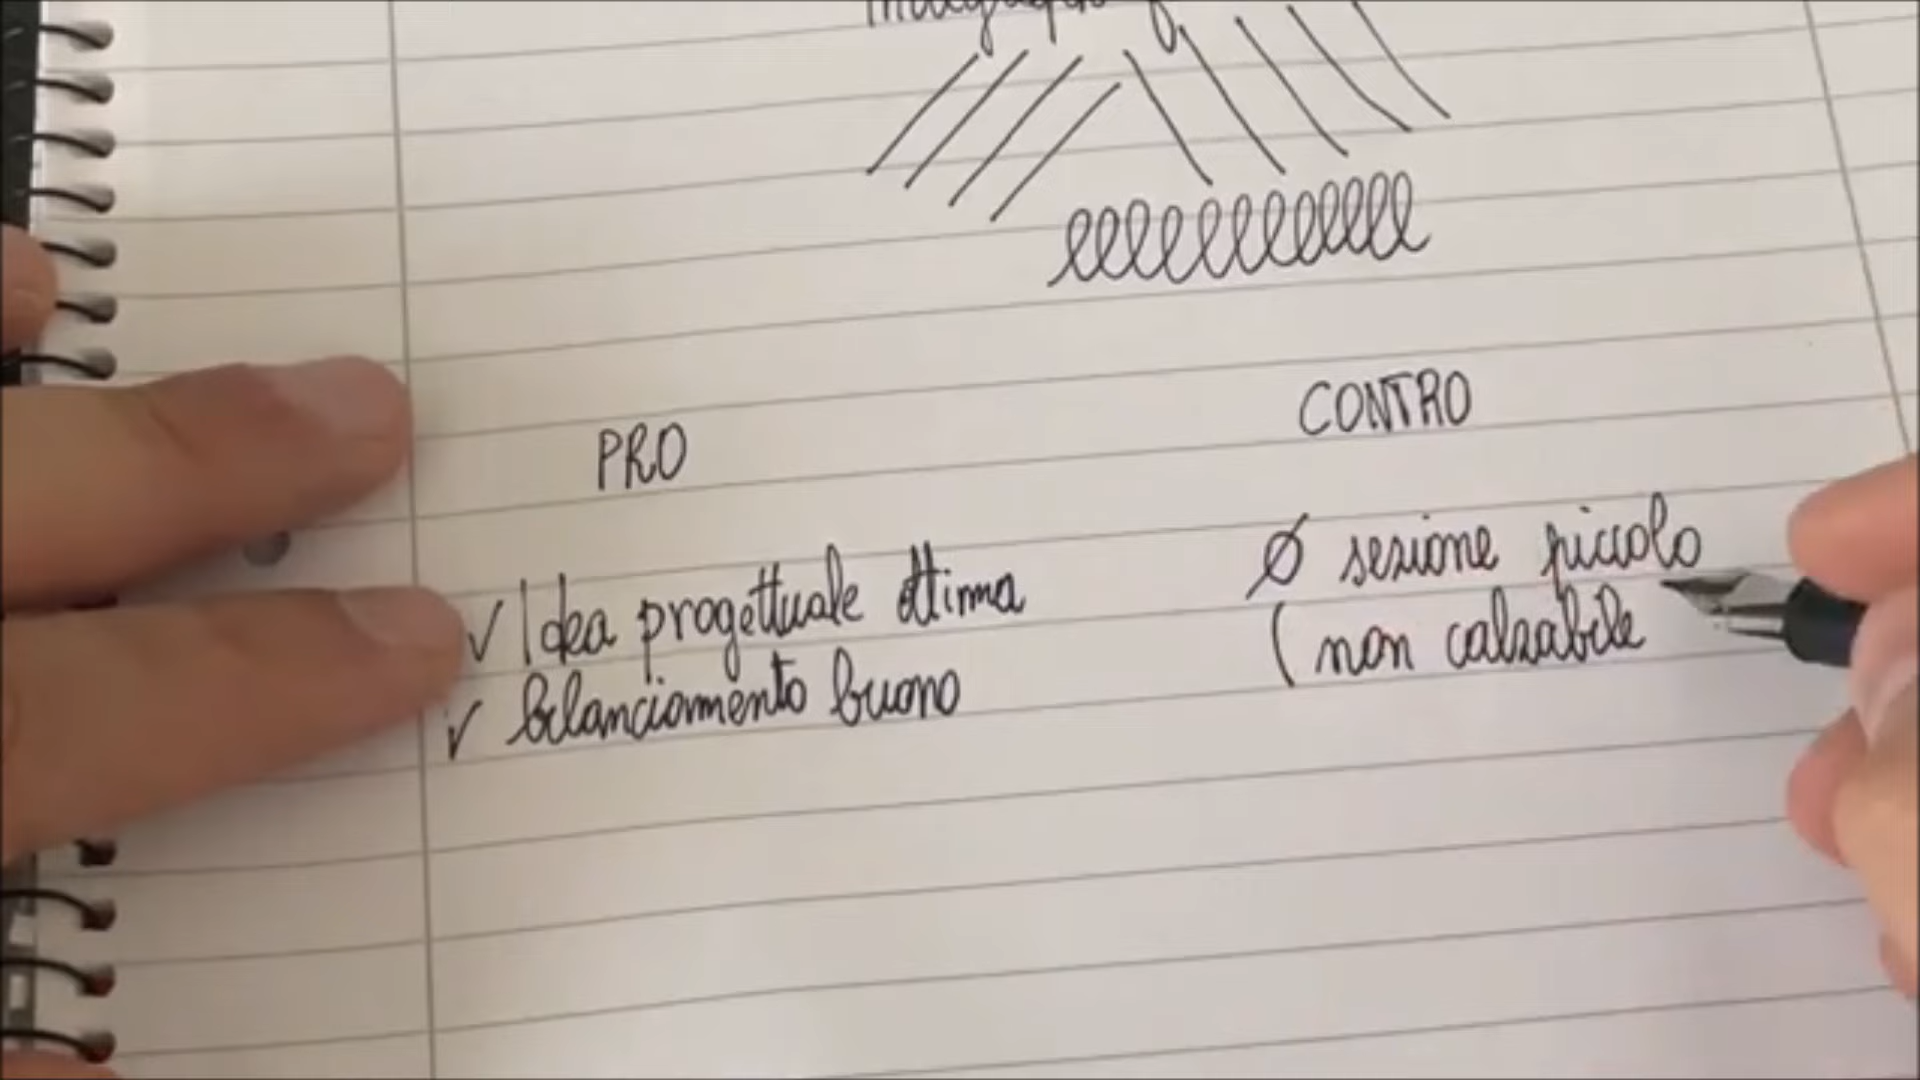 PRO
CONTRO
✓ Idea progettuale ottima
✓ bilanciamento buono
Ø sezione piccolo
(non calzabile